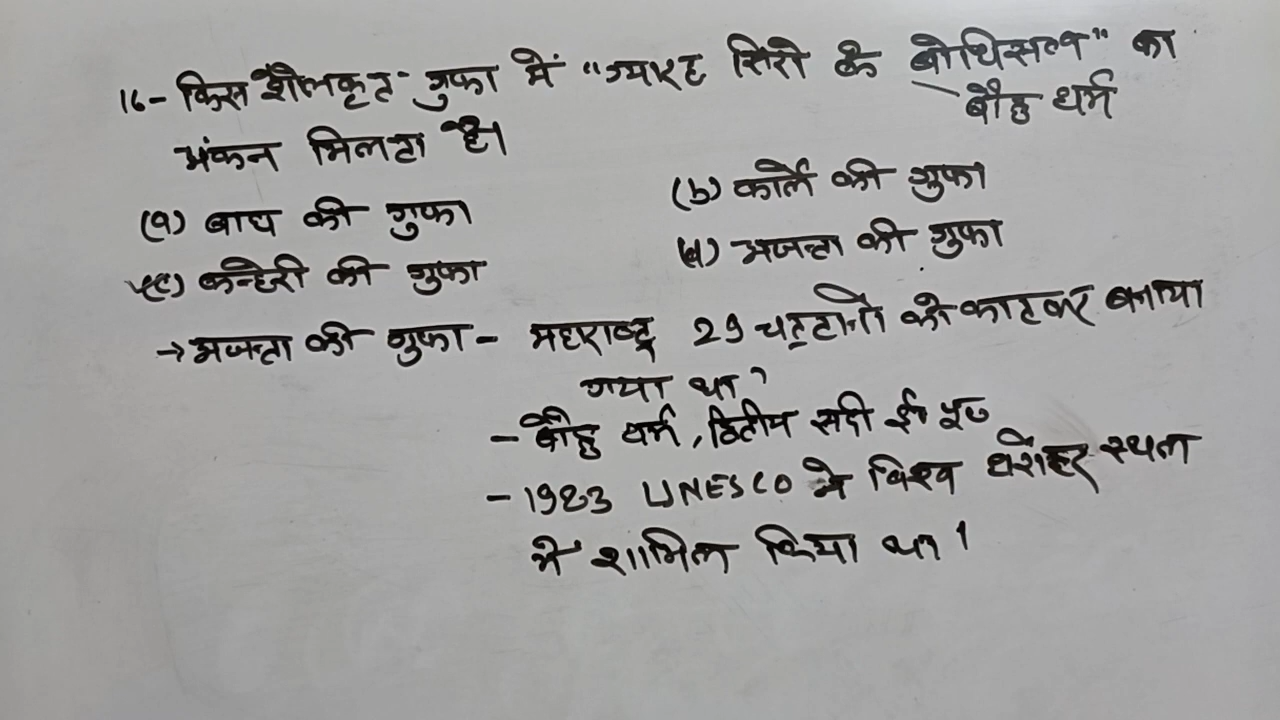 16- किस शैलकृत गुफा में "ग्यारह सिरो के बोधिसत्व" का
बौद्ध धर्म
अंकन मिलता है।
(a) बाघ की गुफा
(b) कार्ले की गुफा
(c) कन्हेरी की गुफा
(d) अजन्ता की गुफा
→ अजन्ता की गुफा - महाराष्ट्र 29 चट्टानो को काटकर बनाया
गया था।
- बौद्ध धर्म, द्वितीय सदी ई० पू०
- 1983 UNESCO ने विश्व धरोहर स्थल
मे शामिल किया था।